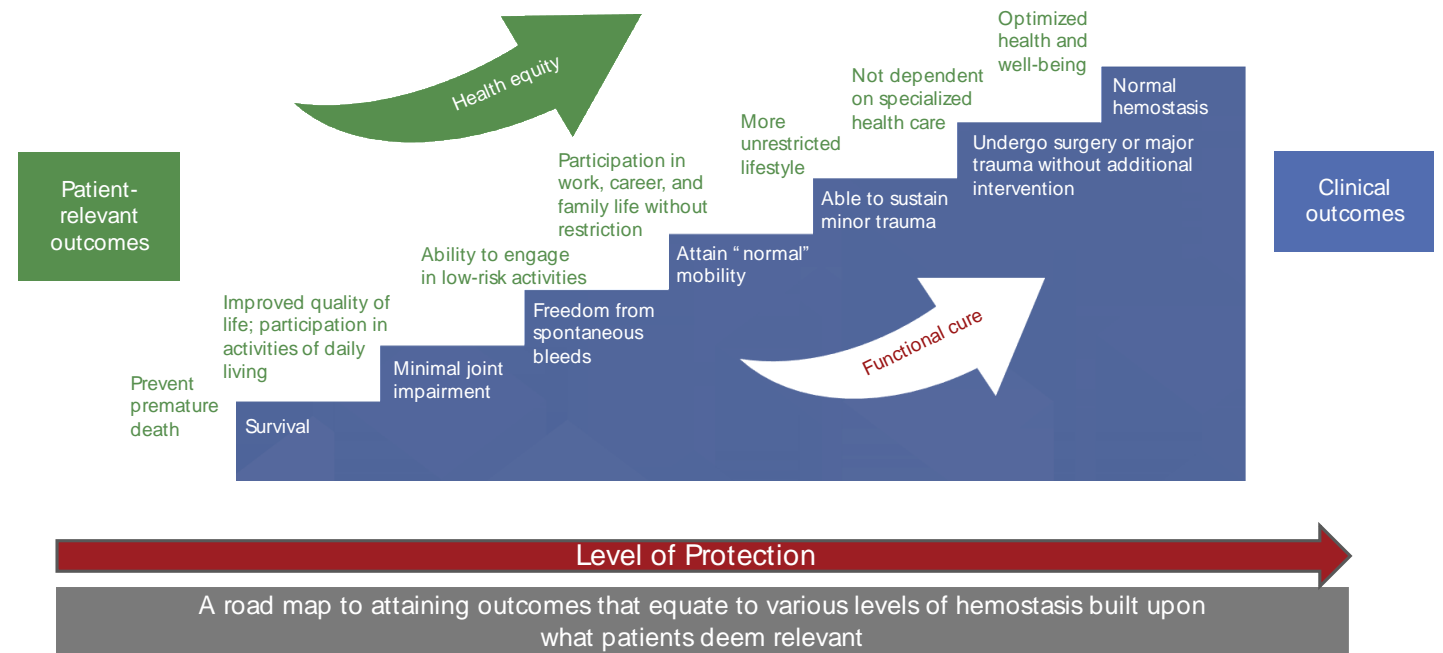 Health equity
Patient-
relevant
outcomes
Prevent
premature
death
Improved quality of
life; participation in
activities of daily
living
Ability to engage
in low-risk activities
Participation in
work, career, and
family life without
restriction
More
unrestricted
lifestyle
Not dependent
on specialized
health care
Optimized
health and
well-being
Survival
Minimal joint
impairment
Freedom from
spontaneous
bleeds
Attain “ normal”
mobility
Able to sustain
minor trauma
Undergo surgery or major
trauma without additional
intervention
Normal
hemostasis
Functional cure
Clinical
outcomes
Level of Protection
A road map to attaining outcomes that equate to various levels of hemostasis built upon
what patients deem relevant